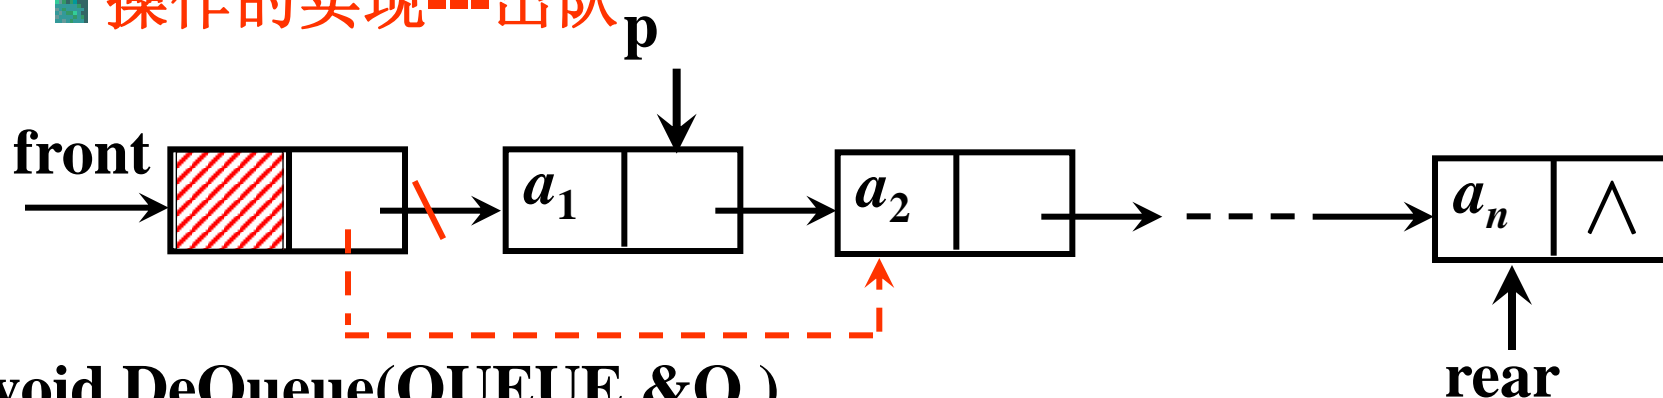 操作的实现---出队
p
front
a1
a2
an ∧
rear
void DeQueue(QUEUE &Q )